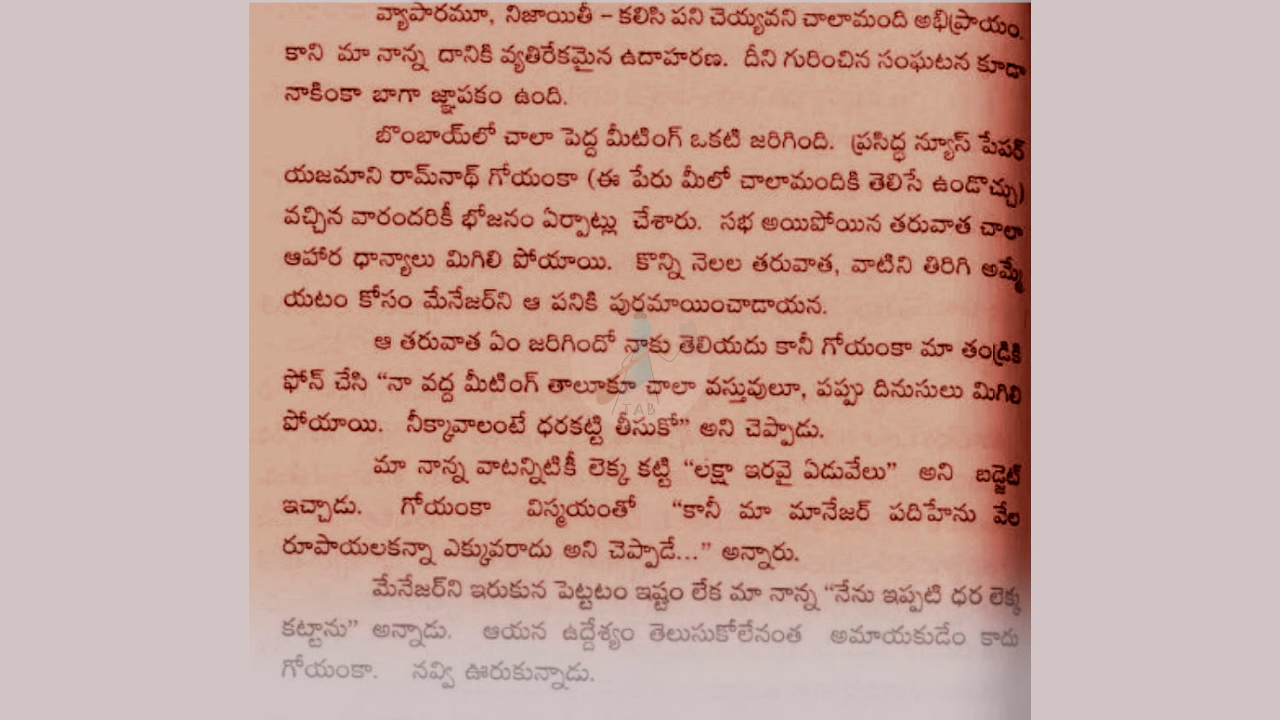 వ్యాపారమూ, నిజాయితీ – కలిసి పని చెయ్యవని చాలామంది అభిప్రాయం.
కాని మా నాన్న దానికి వ్యతిరేకమైన ఉదాహరణ. దీని గురించిన సంఘటన కూడా
నాకింకా బాగా జ్ఞాపకం ఉంది.
బొంబాయ్‌లో చాలా పెద్ద మీటింగ్ ఒకటి జరిగింది. ప్రసిద్ధ న్యూస్ పేపర్
యజమాని రామ్‌నాథ్ గోయంకా (ఈ పేరు మీలో చాలామందికి తెలిసే ఉండొచ్చు)
వచ్చిన వారందరికీ భోజనం ఏర్పాట్లు చేశారు. సభ అయిపోయిన తరువాత చాలా
ఆహార ధాన్యాలు మిగిలి పోయాయి. కొన్ని నెలల తరువాత, వాటిని తిరిగి అమ్మే
యటం కోసం మేనేజర్‌ని ఆ పనికి పురమాయించాడాయన.
ఆ తరువాత ఏం జరిగిందో నాకు తెలియదు కానీ గోయంకా మా తండ్రికి
ఫోన్ చేసి “నా వద్ద మీటింగ్ తాలూకూ చాలా వస్తువులూ, పప్పు దినుసులు మిగిలి
పోయాయి. నీక్కావాలంటే ధరకట్టి తీసుకో” అని చెప్పాడు.
మా నాన్న వాటన్నిటికీ లెక్క కట్టి “లక్షా ఇరవై ఏడువేలు” అని బడ్జెట్
ఇచ్చాడు. గోయంకా విస్మయంతో “కానీ మా మానేజర్ పదిహేను వేల
రూపాయలకన్నా ఎక్కువరాదు అని చెప్పాడే...” అన్నారు.
మేనేజర్‌ని ఇరుకున పెట్టటం ఇష్టం లేక మా నాన్న “నేను ఇప్పటి ధర లెక్క
కట్టాను” అన్నాడు. ఆయన ఉద్దేశ్యం తెలుసుకోలేనంత అమాయకుడేం కాదు
గోయంకా. నవ్వి ఊరుకున్నాడు.
TAB